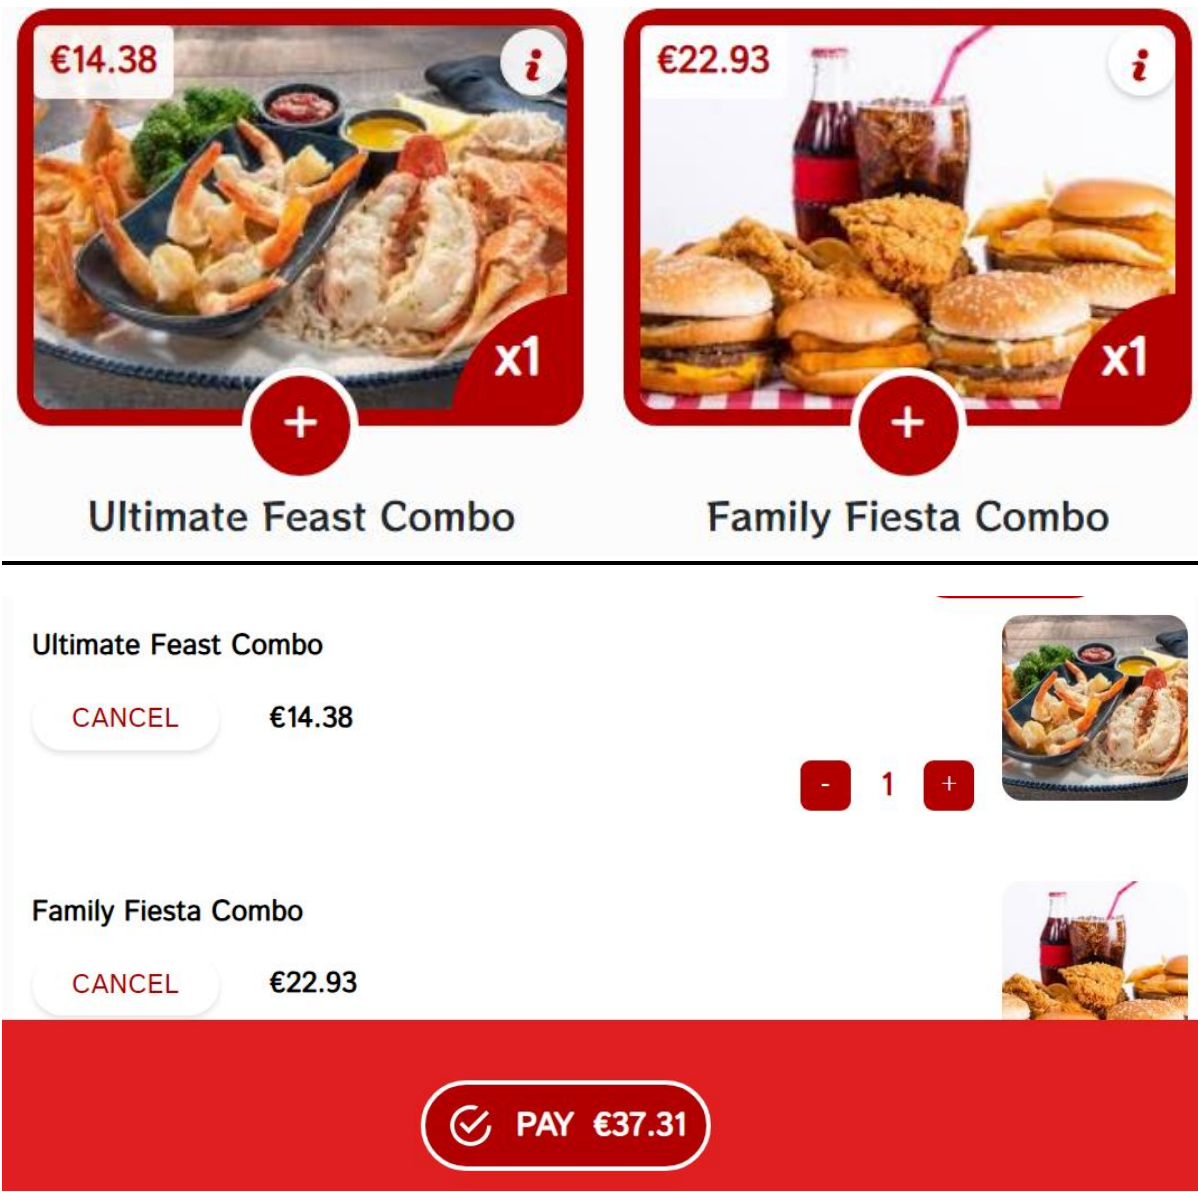 €14.38
i
€22.93
i
x1
x1
+
+
Ultimate Feast Combo
Family Fiesta Combo
Ultimate Feast Combo
CANCEL €14.38
- 1 +
Family Fiesta Combo
CANCEL €22.93
PAY €37.31